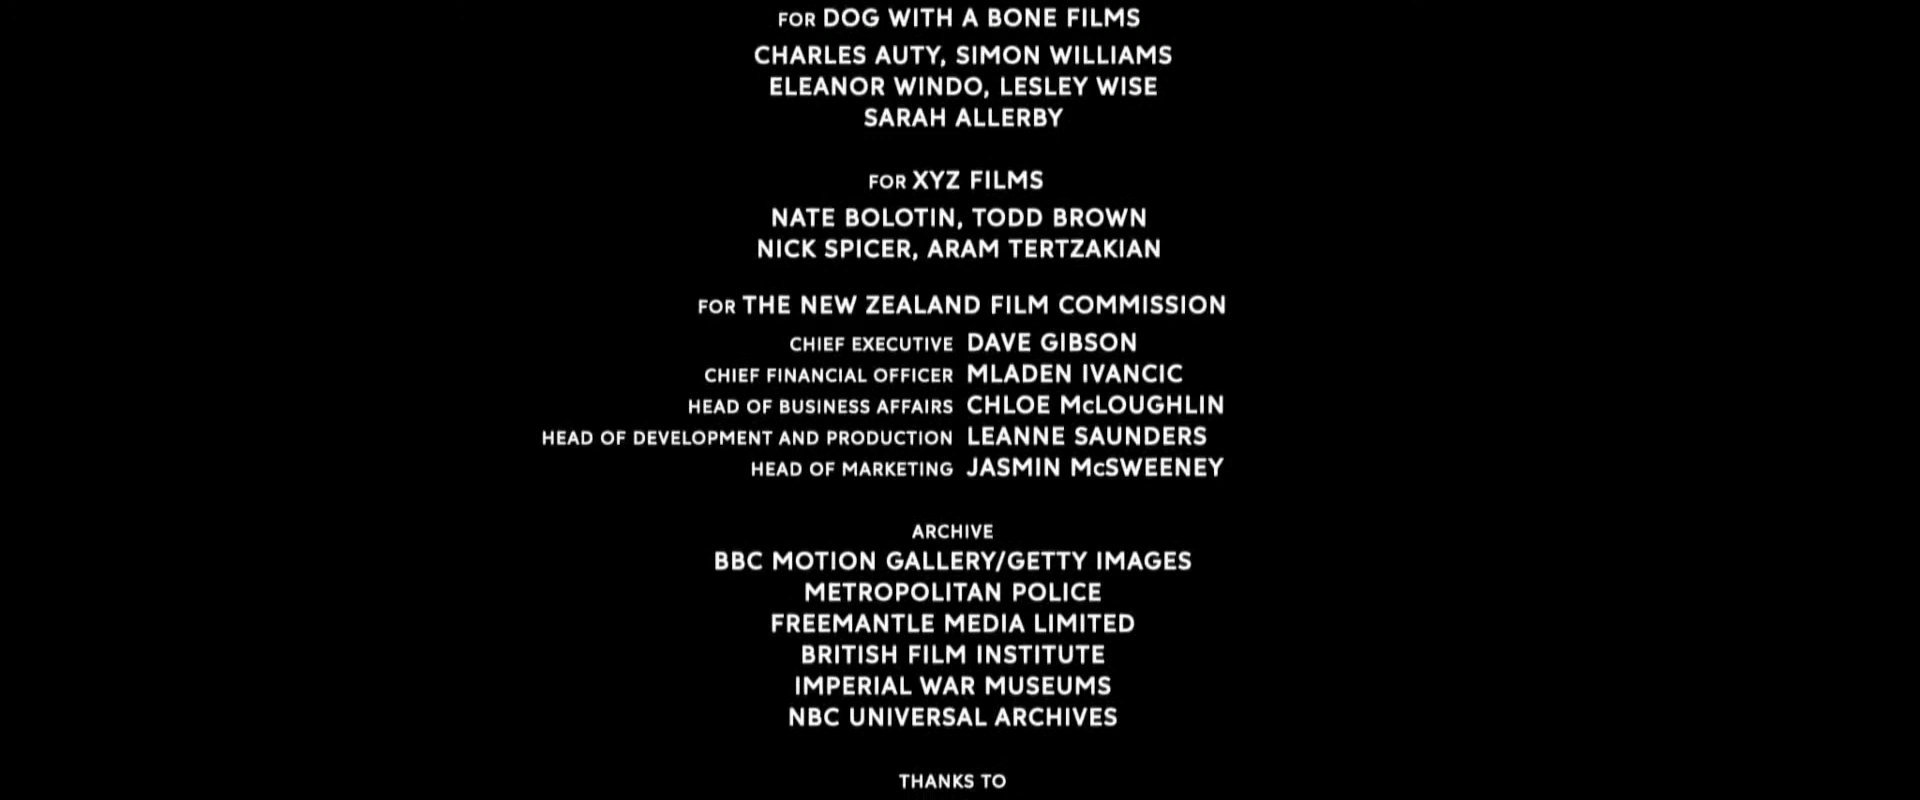 FOR DOG WITH A BONE FILMS
CHARLES AUTY, SIMON WILLIAMS
ELEANOR WINDO, LESLEY WISE
SARAH ALLERBY
FOR XYZ FILMS
NATE BOLOTIN, TODD BROWN
NICK SPICER, ARAM TERTZAKIAN
FOR THE NEW ZEALAND FILM COMMISSION
CHIEF EXECUTIVE DAVE GIBSON
CHIEF FINANCIAL OFFICER MLADEN IVANCIC
HEAD OF BUSINESS AFFAIRS CHLOE McLOUGHLIN
HEAD OF DEVELOPMENT AND PRODUCTION LEANNE SAUNDERS
HEAD OF MARKETING JASMIN McSWEENEY
ARCHIVE
BBC MOTION GALLERY/GETTY IMAGES
METROPOLITAN POLICE
FREEMANTLE MEDIA LIMITED
BRITISH FILM INSTITUTE
IMPERIAL WAR MUSEUMS
NBC UNIVERSAL ARCHIVES
THANKS TO